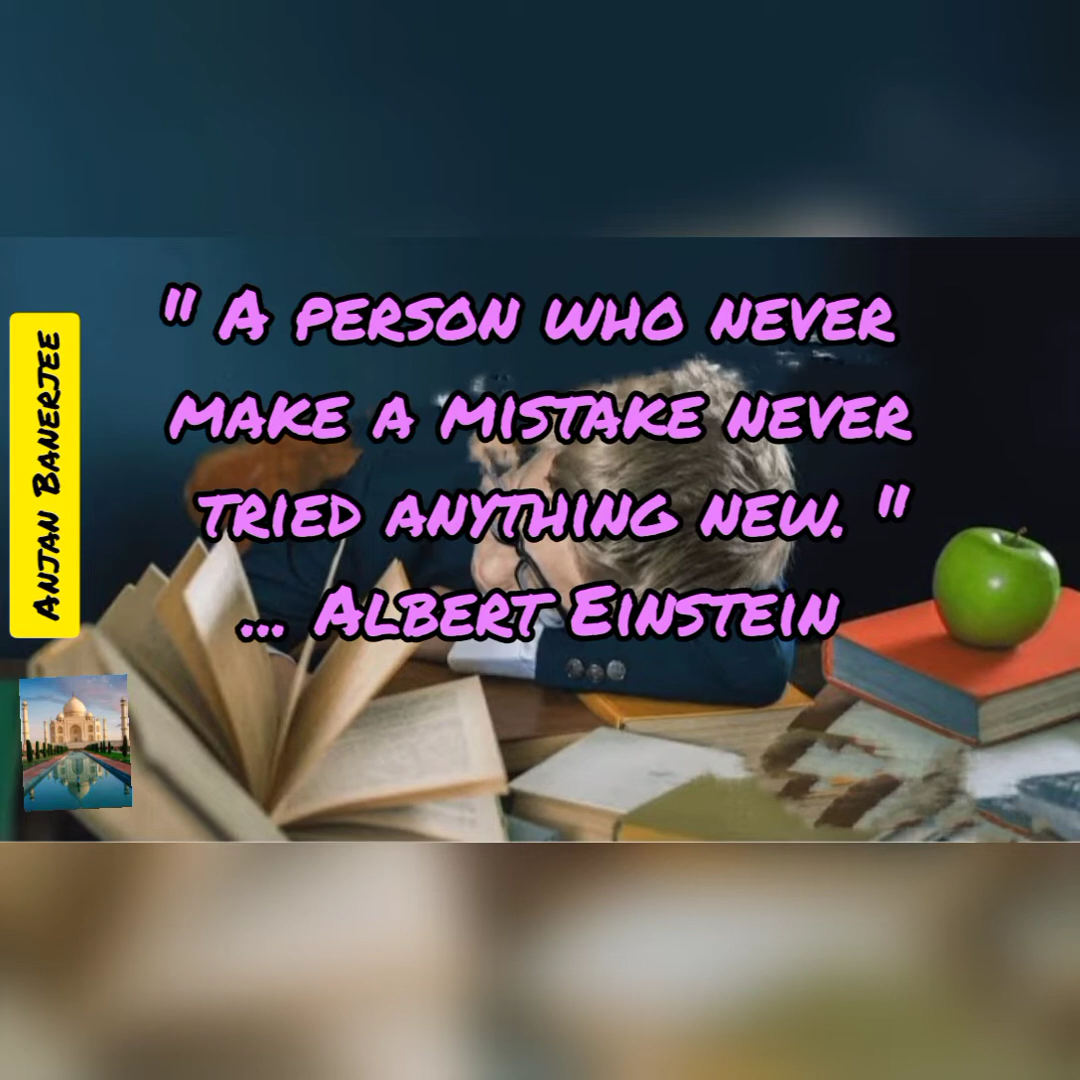 " A person who never
make a mistake never
tried anything new. "
... Albert Einstein
Anjan Banerjee